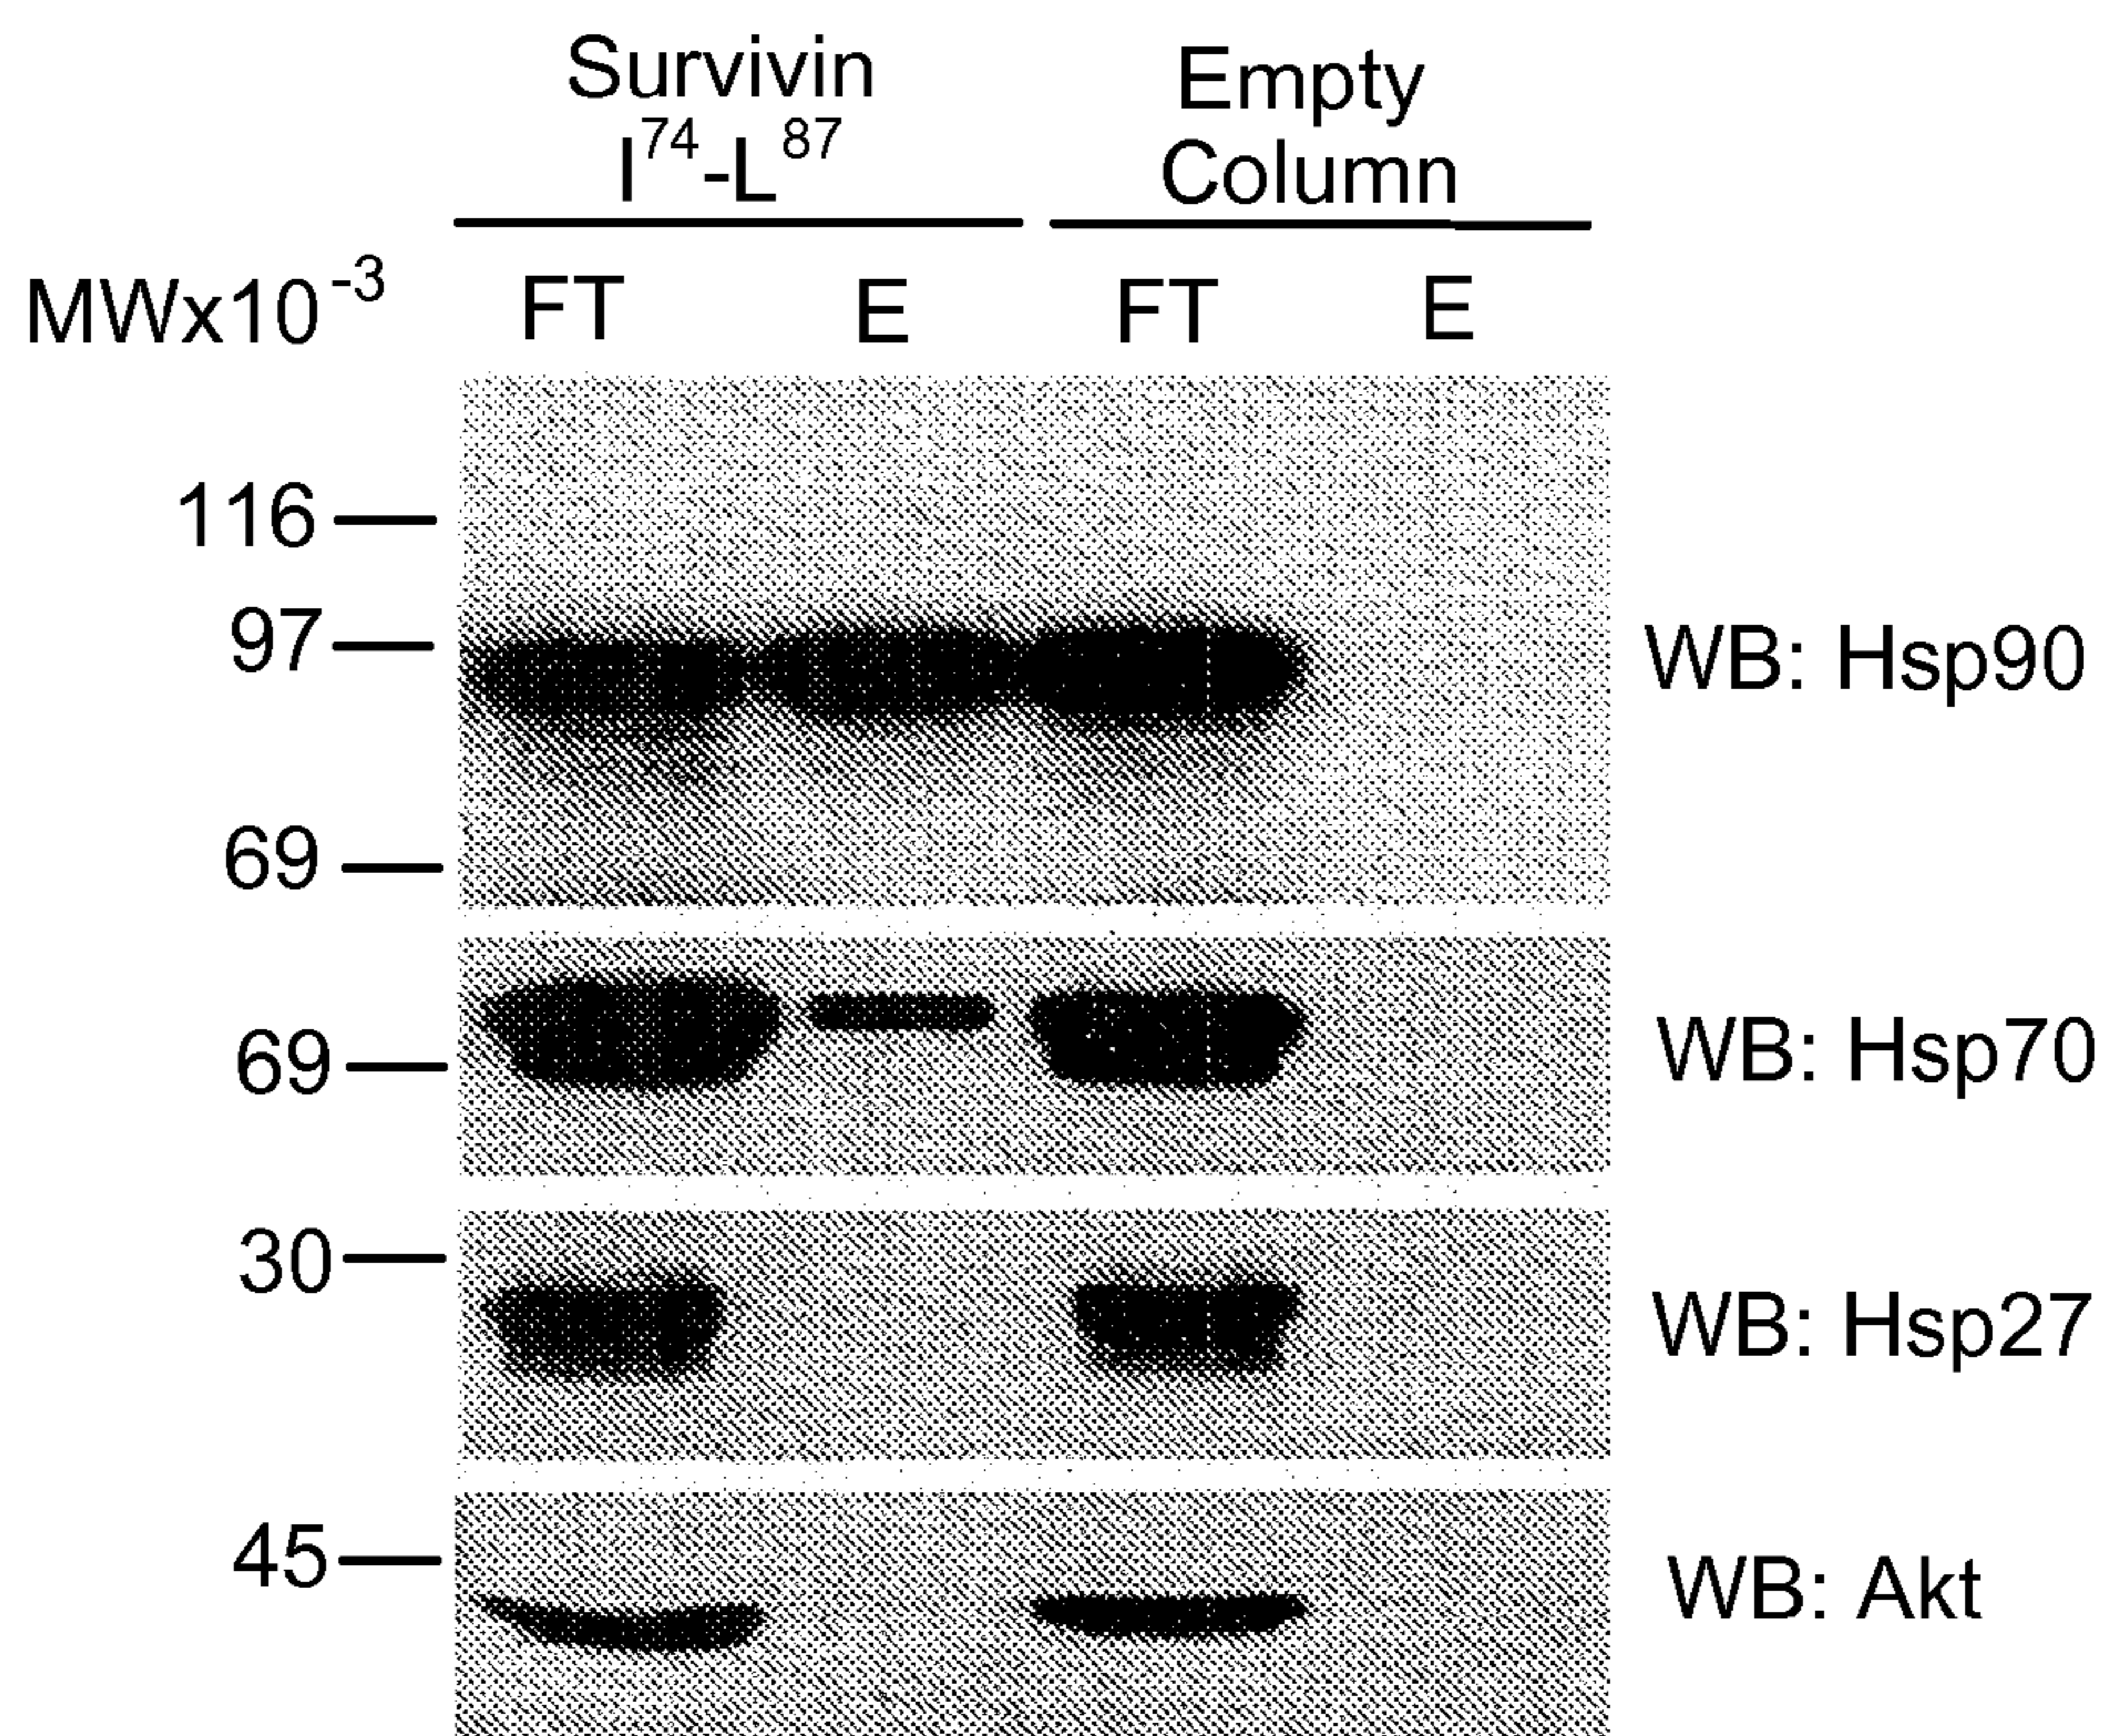 Survivin
I⁷⁴-L⁸⁷
Empty
Column
MWx10⁻³ FT E FT E
116
97
WB: Hsp90
69
69
WB: Hsp70
30
WB: Hsp27
45
WB: Akt